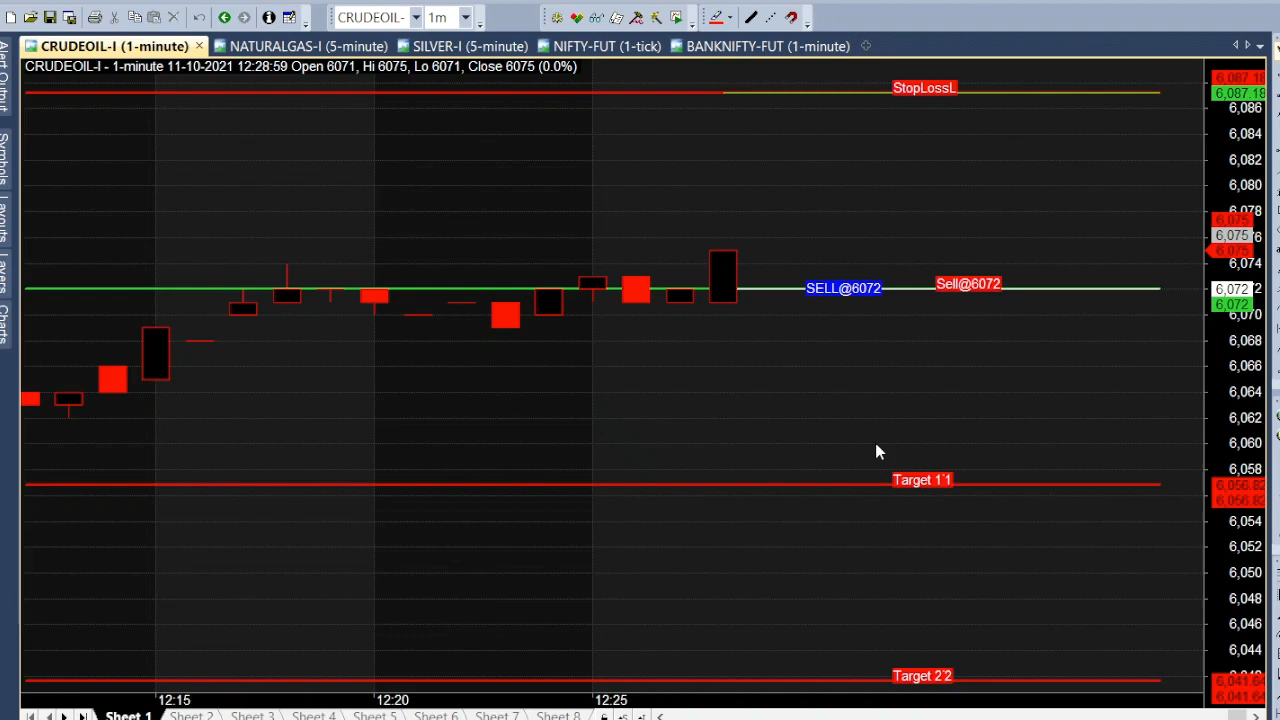 CRUDEOIL- 1m
CRUDEOIL-I (1-minute) NATURALGAS-I (5-minute) SILVER-I (5-minute) NIFTY-FUT (1-tick) BANKNIFTY-FUT (1-minute)
CRUDEOIL-I - 1-minute 11-10-2021 12:28:59 Open 6071, Hi 6075, Lo 6071, Close 6075 (0.0%)
Alert Output
Symbols
Layouts
Layers
Charts
StopLossL
SELL@6072
Sell@6072
Target 1'1
Target 2'2
6,087.18
6,087.18
6,086
6,084
6,082
6,080
6,078
6,075
6,075
6,075
6,074
6,072
6,072
6,070
6,068
6,066
6,064
6,062
6,060
6,058
6,056.82
6,056.82
6,054
6,052
6,050
6,048
6,046
6,044
6,041.64
6,041.64
12:15 12:20 12:25
Sheet 1 Sheet 2 Sheet 3 Sheet 4 Sheet 5 Sheet 6 Sheet 7 Sheet 8